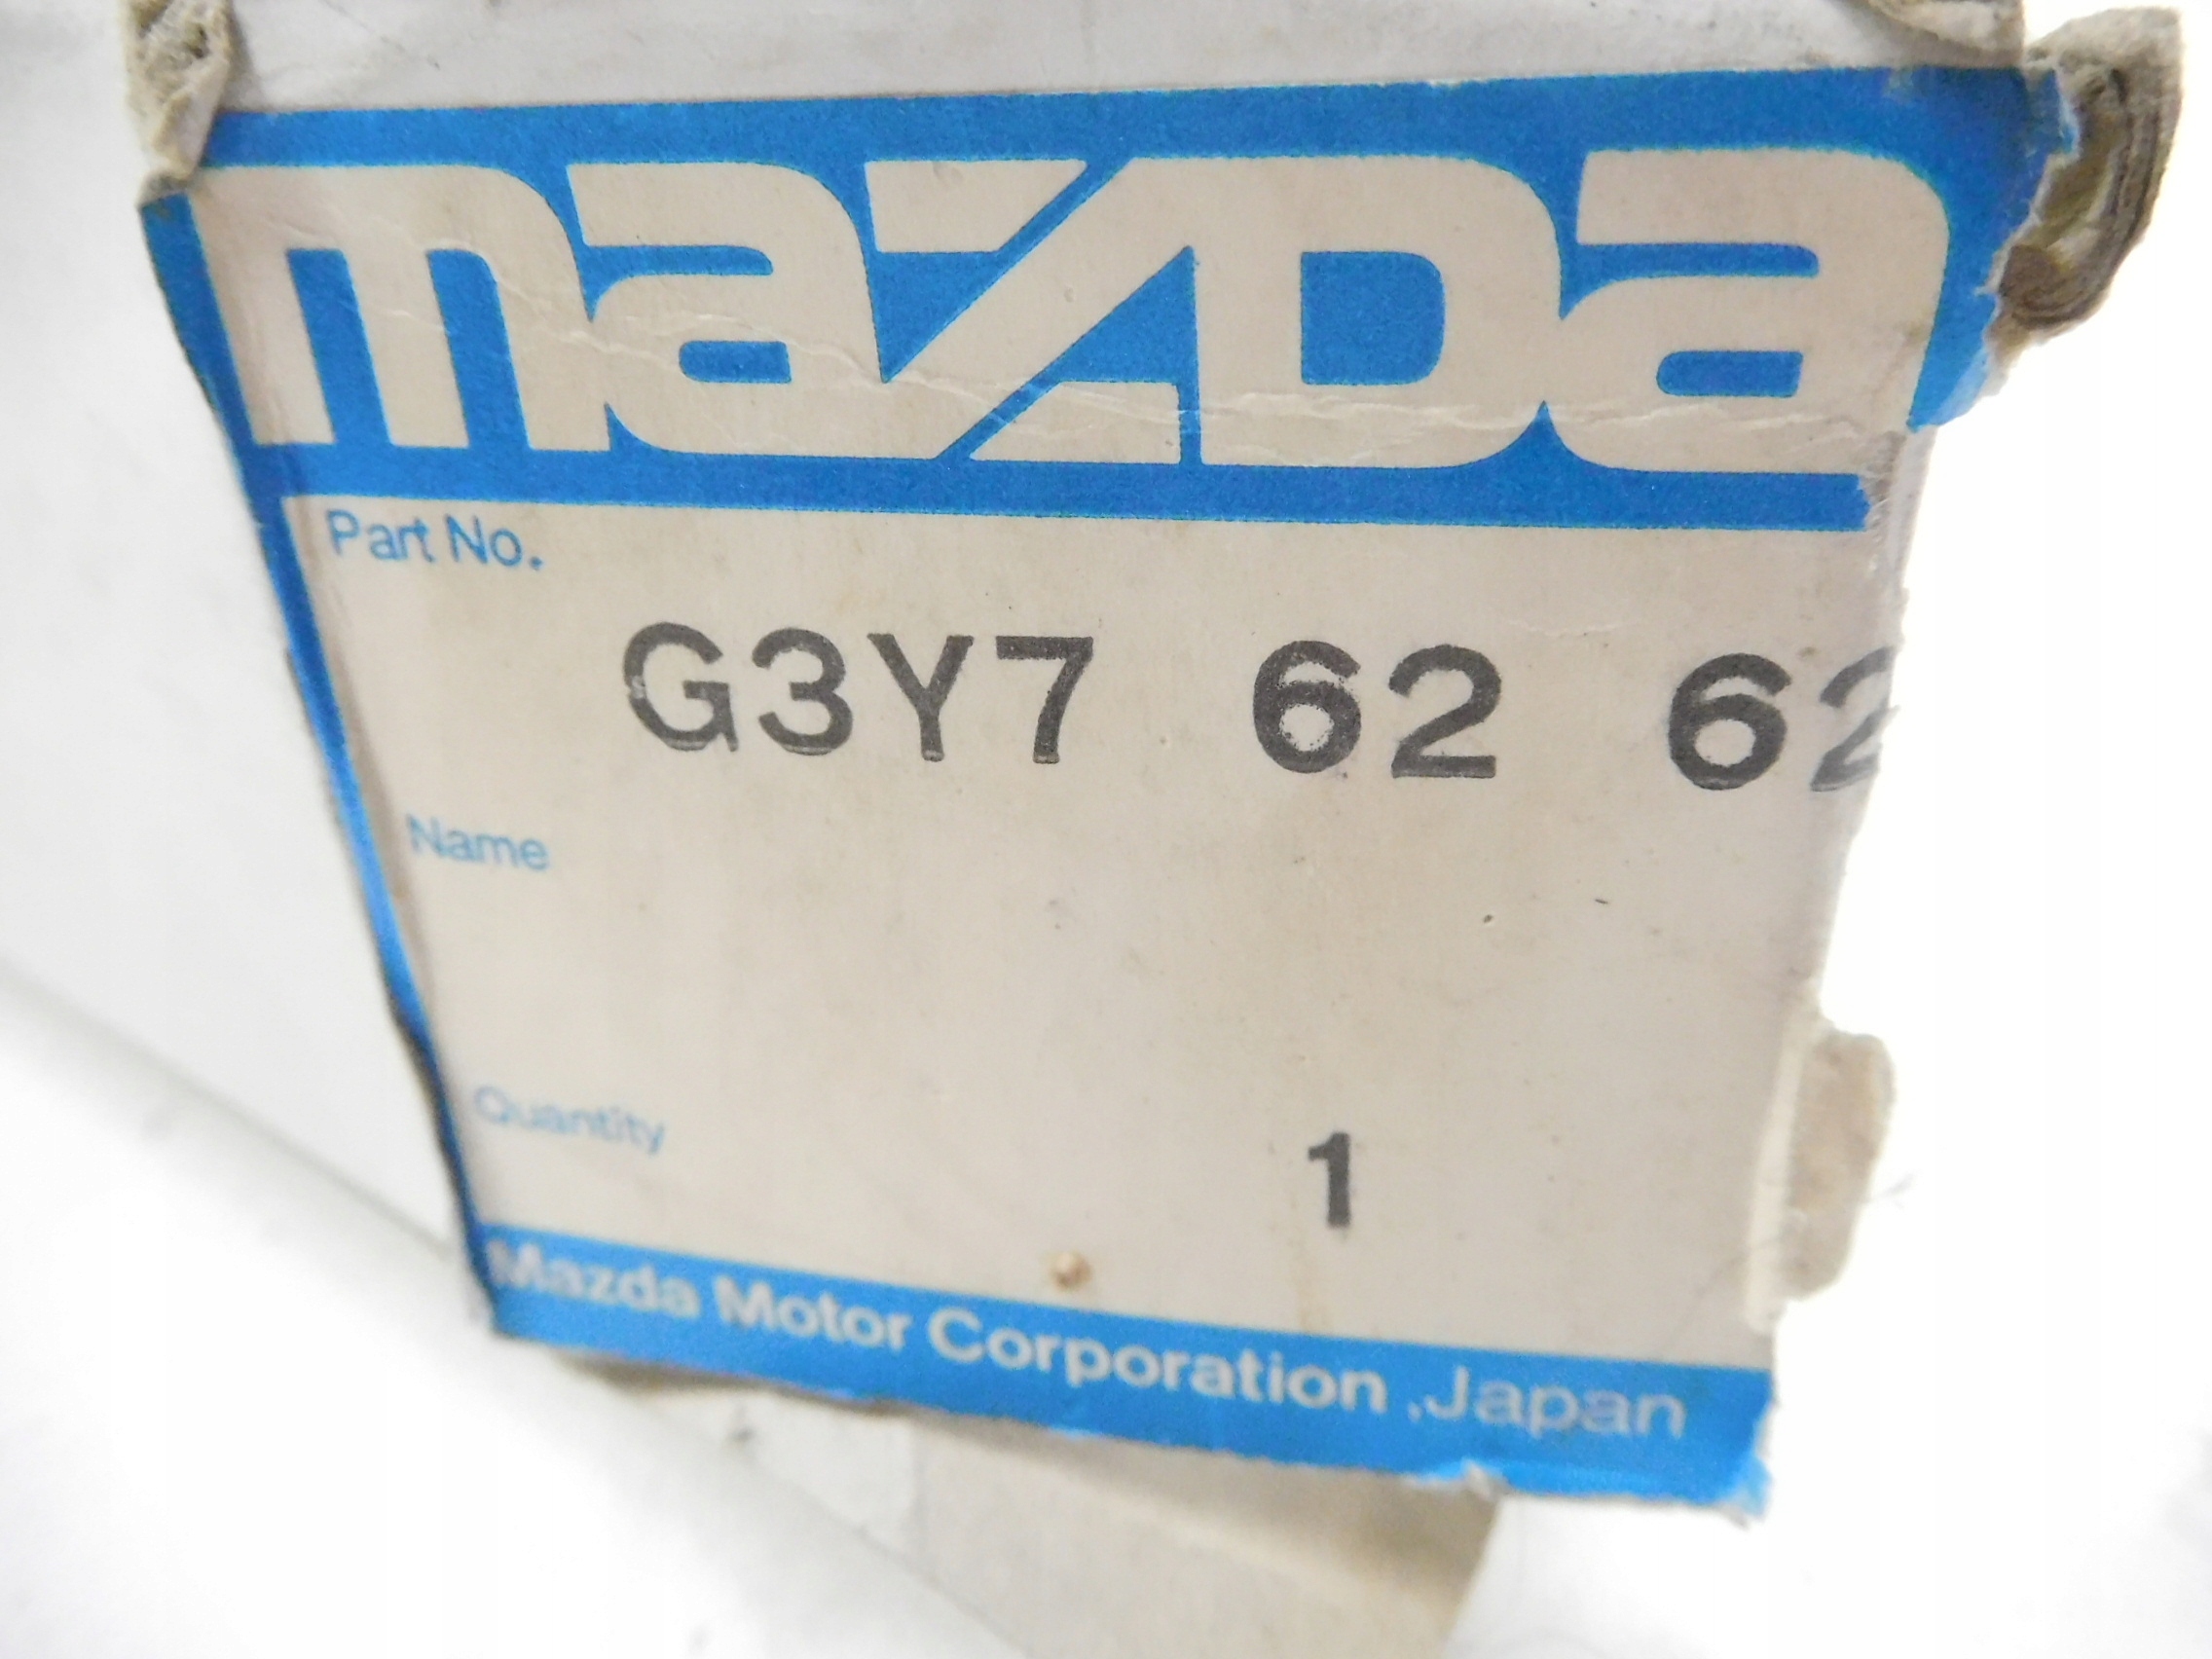 mazda
Part No.
G3Y7 62 62
Name
Quantity
1
Mazda Motor Corporation ,Japan